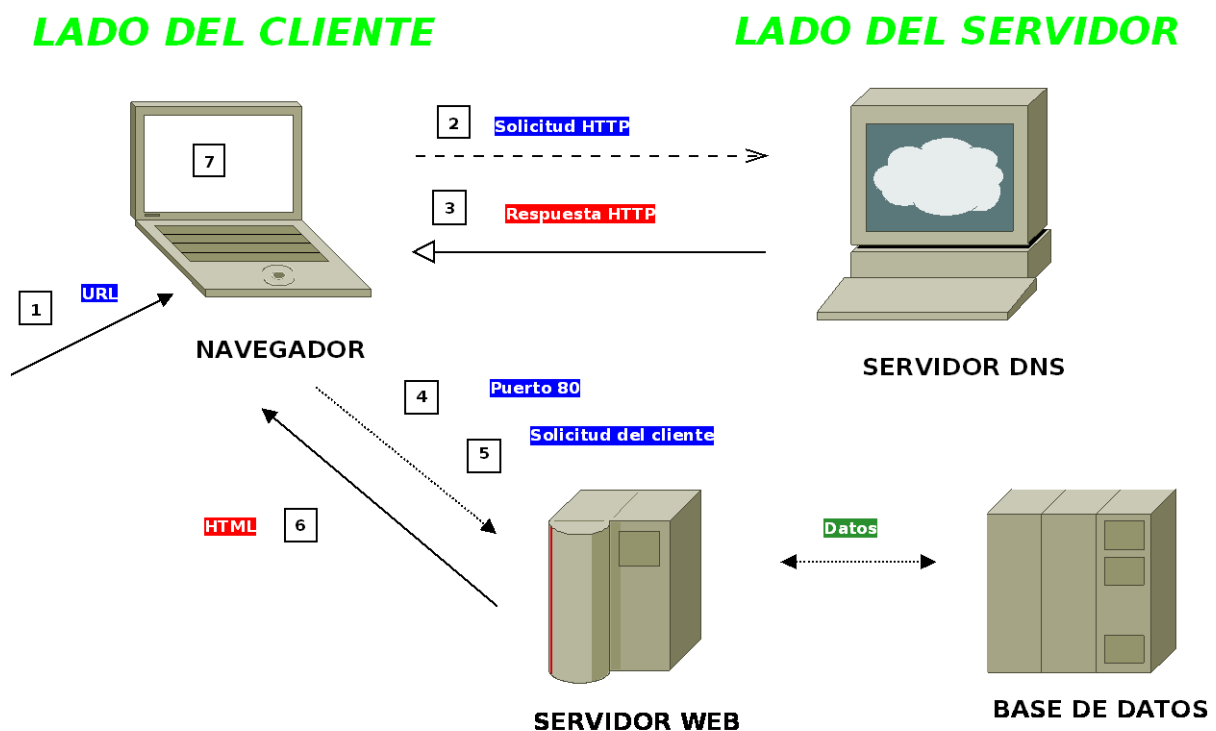 LADO DEL CLIENTE
LADO DEL SERVIDOR
2
Solicitud HTTP
7
3
Respuesta HTTP
1
URL
NAVEGADOR
SERVIDOR DNS
4
Puerto 80
5
Solicitud del cliente
HTML
6
Datos
SERVIDOR WEB
BASE DE DATOS